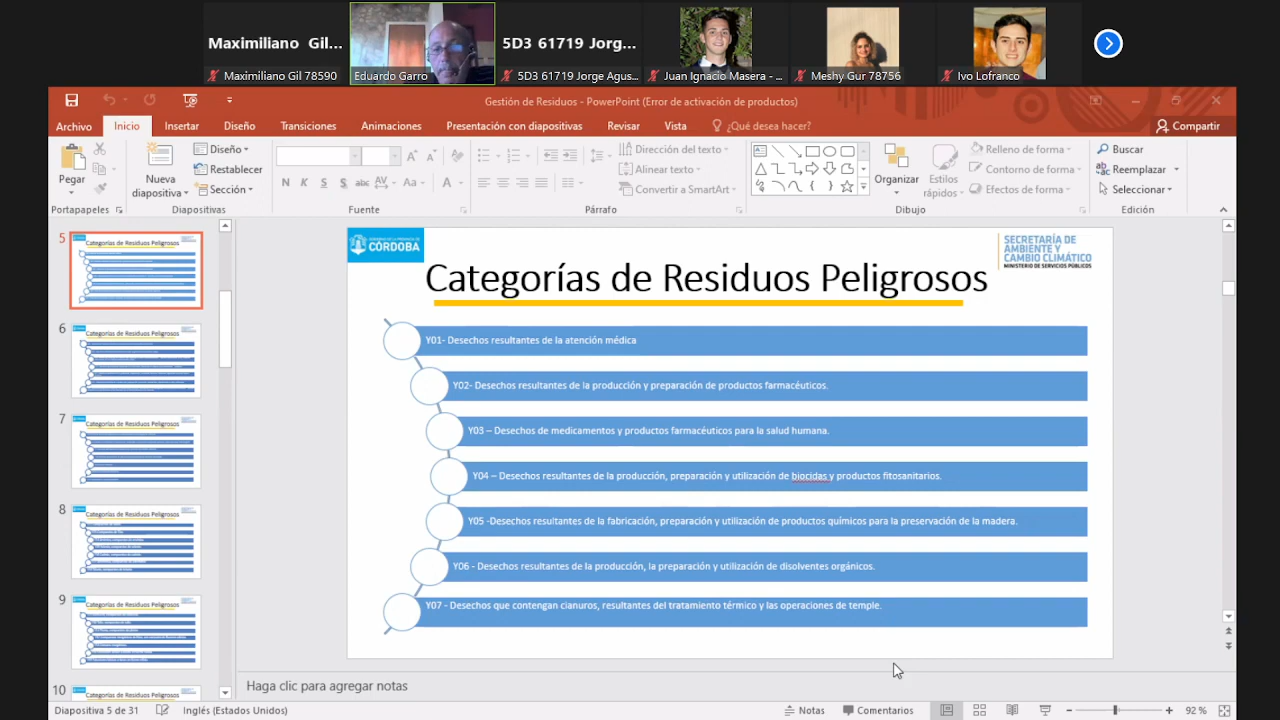 Maximiliano Gil...
5D3 61719 Jorg...
Maximiliano Gil 78590
Eduardo Garro
5D3 61719 Jorge Agus...
Juan Ignacio Masera - ...
Meshy Gur 78756
Ivo Lofranco
Gestión de Residuos - PowerPoint (Error de activación de productos)
Archivo Inicio Insertar Diseño Transiciones Animaciones Presentación con diapositivas Revisar Vista ¿Qué desea hacer? Compartir
Pegar
Nueva diapositiva
Diseño
Restablecer
Sección
N K S S abc AV Aa A
Dirección del texto
Alinear texto
Convertir a SmartArt
Organizar
Estilos rápidos
Relleno de forma
Contorno de forma
Efectos de forma
Buscar
Reemplazar
Seleccionar
Portapapeles Diapositivas Fuente Párrafo Dibujo Edición
5
Categorías de Residuos Peligrosos
6
Categorías de Residuos Peligrosos
7
Categorías de Residuos Peligrosos
8
Categorías de Residuos Peligrosos
9
Categorías de Residuos Peligrosos
10
Categorías de Residuos Peligrosos
CÓRDOBA
SECRETARÍA DE
AMBIENTE Y
CAMBIO CLIMÁTICO
MINISTERIO DE SERVICIOS PÚBLICOS
Categorías de Residuos Peligrosos
Y01- Desechos resultantes de la atención médica
Y02- Desechos resultantes de la producción y preparación de productos farmacéuticos.
Y03 – Desechos de medicamentos y productos farmacéuticos para la salud humana.
Y04 – Desechos resultantes de la producción, preparación y utilización de biocidas y productos fitosanitarios.
Y05 -Desechos resultantes de la fabricación, preparación y utilización de productos químicos para la preservación de la madera.
Y06 - Desechos resultantes de la producción, la preparación y utilización de disolventes orgánicos.
Y07 - Desechos que contengan cianuros, resultantes del tratamiento térmico y las operaciones de temple.
Haga clic para agregar notas
Diapositiva 5 de 31 Inglés (Estados Unidos) Notas Comentarios 92 %